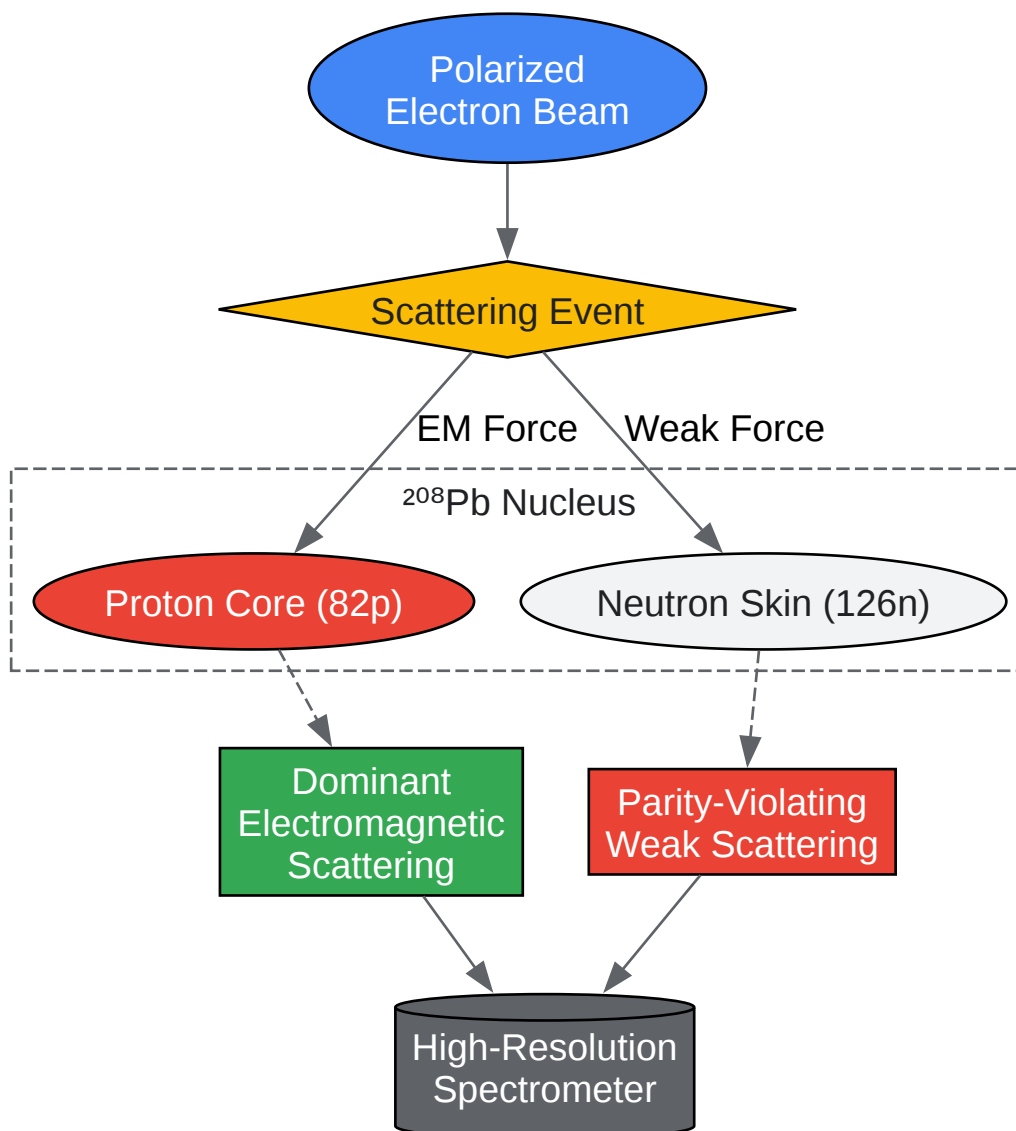 Polarized
Electron Beam
Scattering Event
EM Force
Weak Force
²⁰⁸Pb Nucleus
Proton Core (82p)
Neutron Skin (126n)
Dominant
Electromagnetic
Scattering
Parity-Violating
Weak Scattering
High-Resolution
Spectrometer